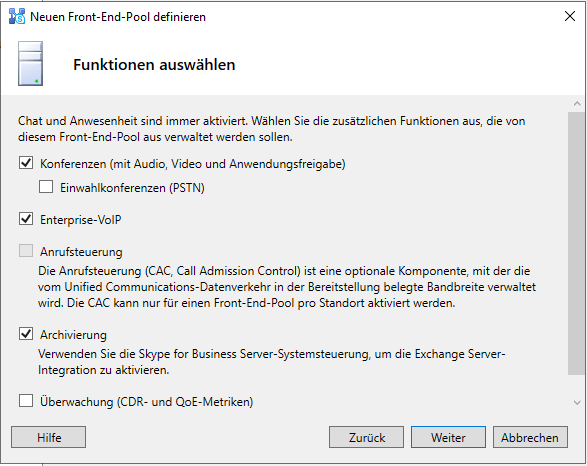 Neuen Front-End-Pool definieren
Funktionen auswählen
Chat und Anwesenheit sind immer aktiviert. Wählen Sie die zusätzlichen Funktionen aus, die von
diesem Front-End-Pool aus verwaltet werden sollen.
Konferenzen (mit Audio, Video und Anwendungsfreigabe)
Einwahlkonferenzen (PSTN)
Enterprise-VoIP
Anrufsteuerung
Die Anrufsteuerung (CAC, Call Admission Control) ist eine optionale Komponente, mit der die
vom Unified Communications-Datenverkehr in der Bereitstellung belegte Bandbreite verwaltet
wird. Die CAC kann nur für einen Front-End-Pool pro Standort aktiviert werden.
Archivierung
Verwenden Sie die Skype for Business Server-Systemsteuerung, um die Exchange Server-
Integration zu aktivieren.
Überwachung (CDR- und QoE-Metriken)
Hilfe
Zurück
Weiter
Abbrechen